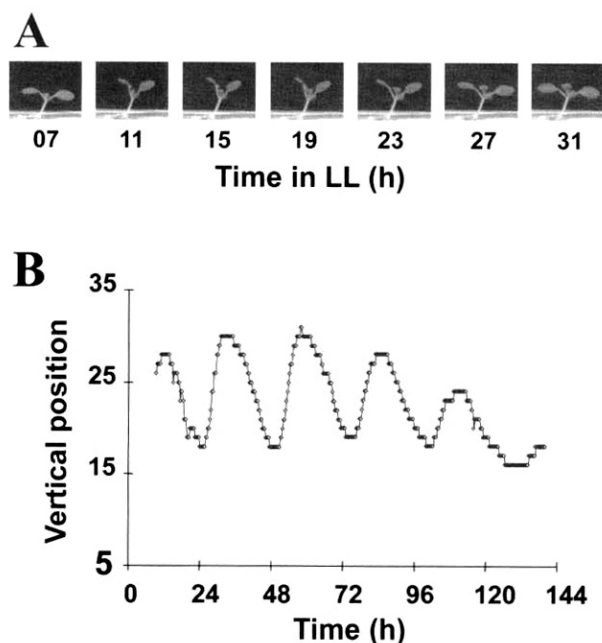 A
07 11 15 19 23 27 31
Time in LL (h)
B
35
25
15
5
Vertical position
0 24 48 72 96 120 144
Time (h)